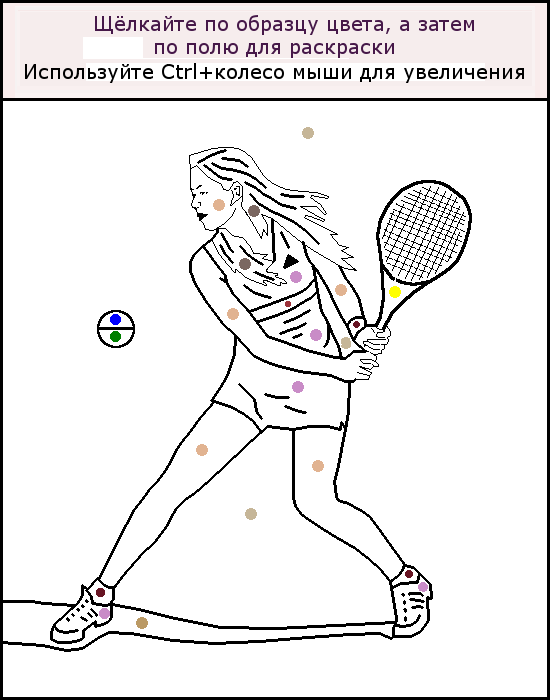 Щёлкайте по образцу цвета, а затем
по полю для раскраски
Используйте Ctrl+колесо мыши для увеличения